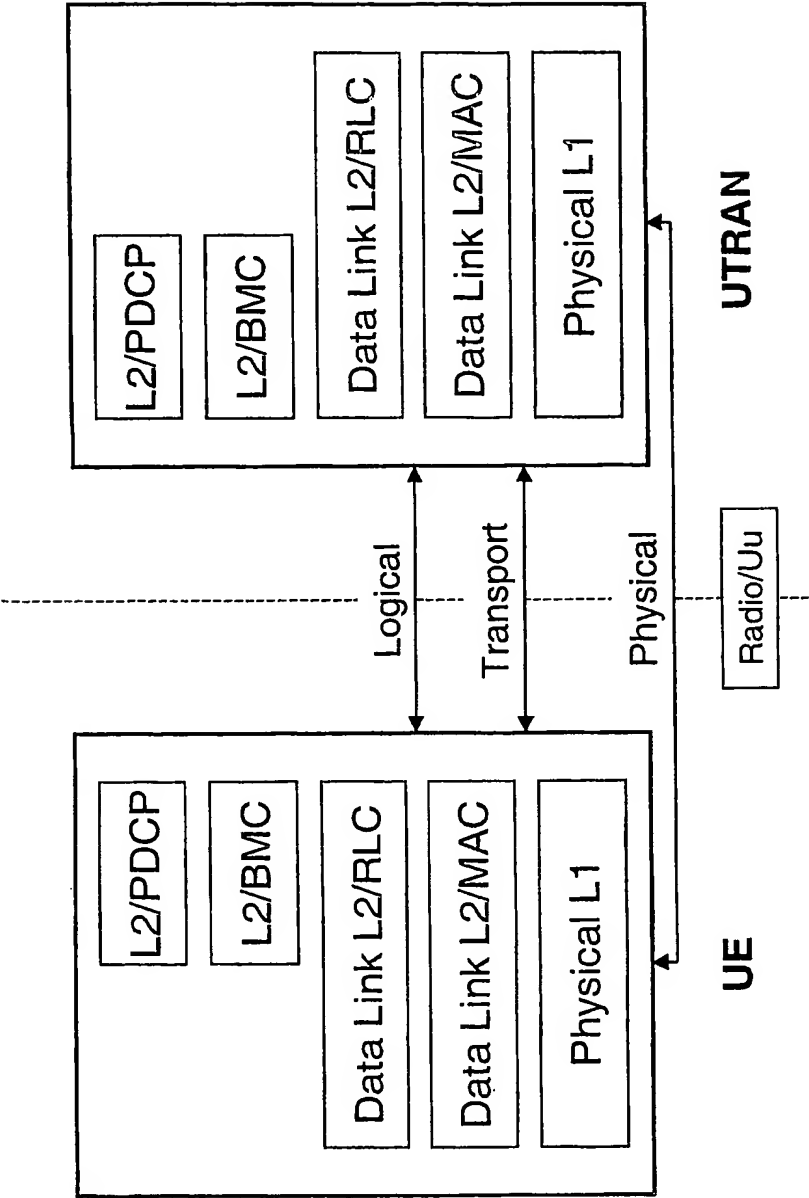 L2/PDCP
L2/BMC
Data Link L2/RLC
Data Link L2/MAC
Physical L1
UE
Logical
Transport
Physical
Radio/Uu
L2/PDCP
L2/BMC
Data Link L2/RLC
Data Link L2/MAC
Physical L1
UTRAN